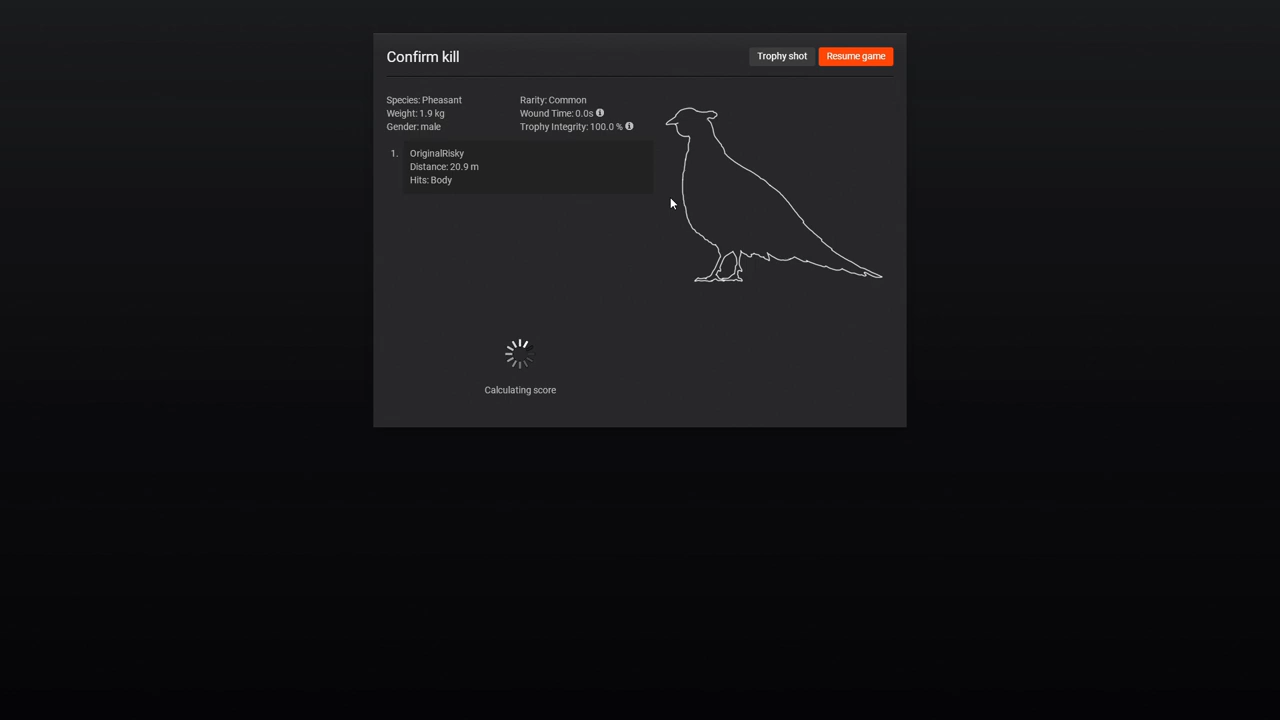 Confirm kill
Trophy shot
Resume game
Species: Pheasant
Rarity: Common
Weight: 1.9 kg
Wound Time: 0.0s
Gender: male
Trophy Integrity: 100.0 %
1.
OriginalRisky
Distance: 20.9 m
Hits: Body
Calculating score